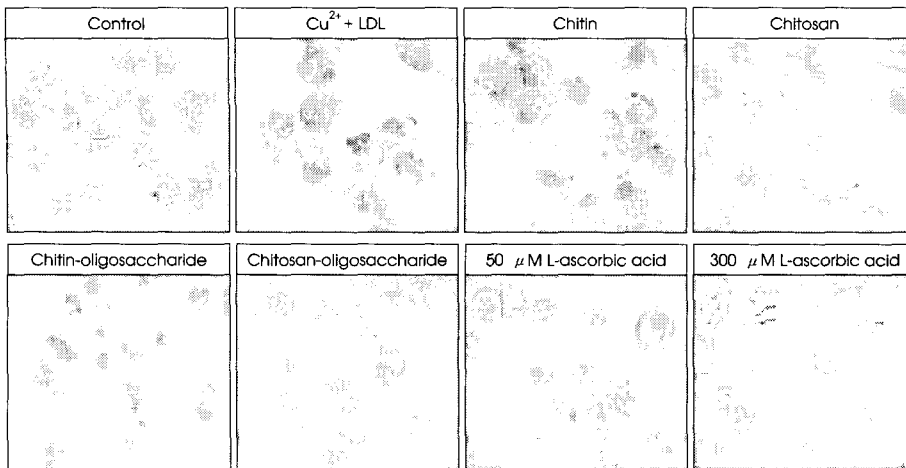 Control
Cu²⁺ + LDL
Chitin
Chitosan
Chitin-oligosaccharide
Chitosan-oligosaccharide
50 μM L-ascorbic acid
300 μM L-ascorbic acid